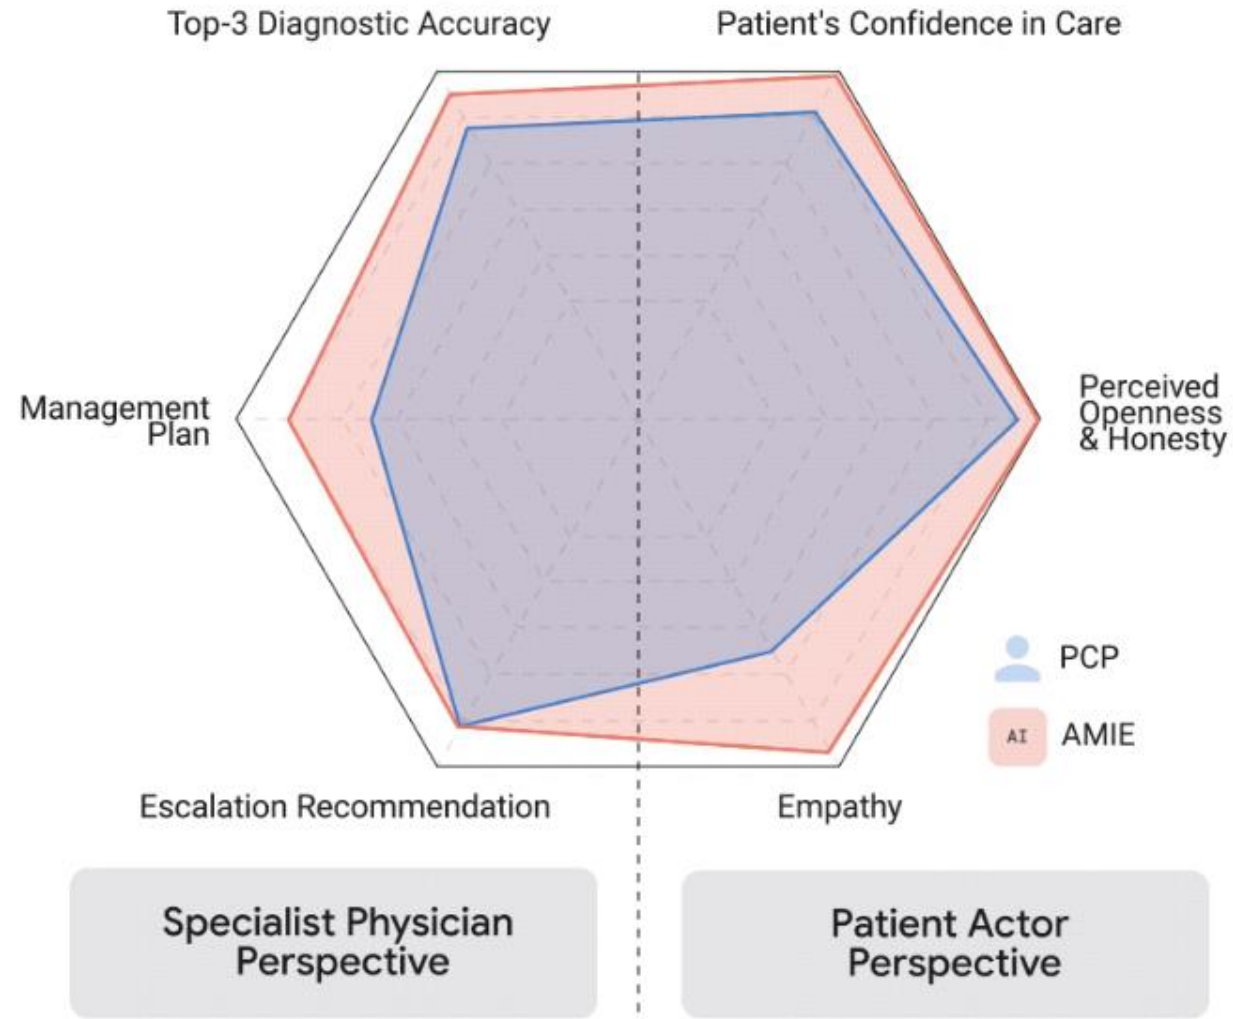 Top-3 Diagnostic Accuracy
Patient's Confidence in Care
Management
Plan
Perceived
Openness
& Honesty
PCP
AI
AMIE
Escalation Recommendation
Empathy
Specialist Physician
Perspective
Patient Actor
Perspective